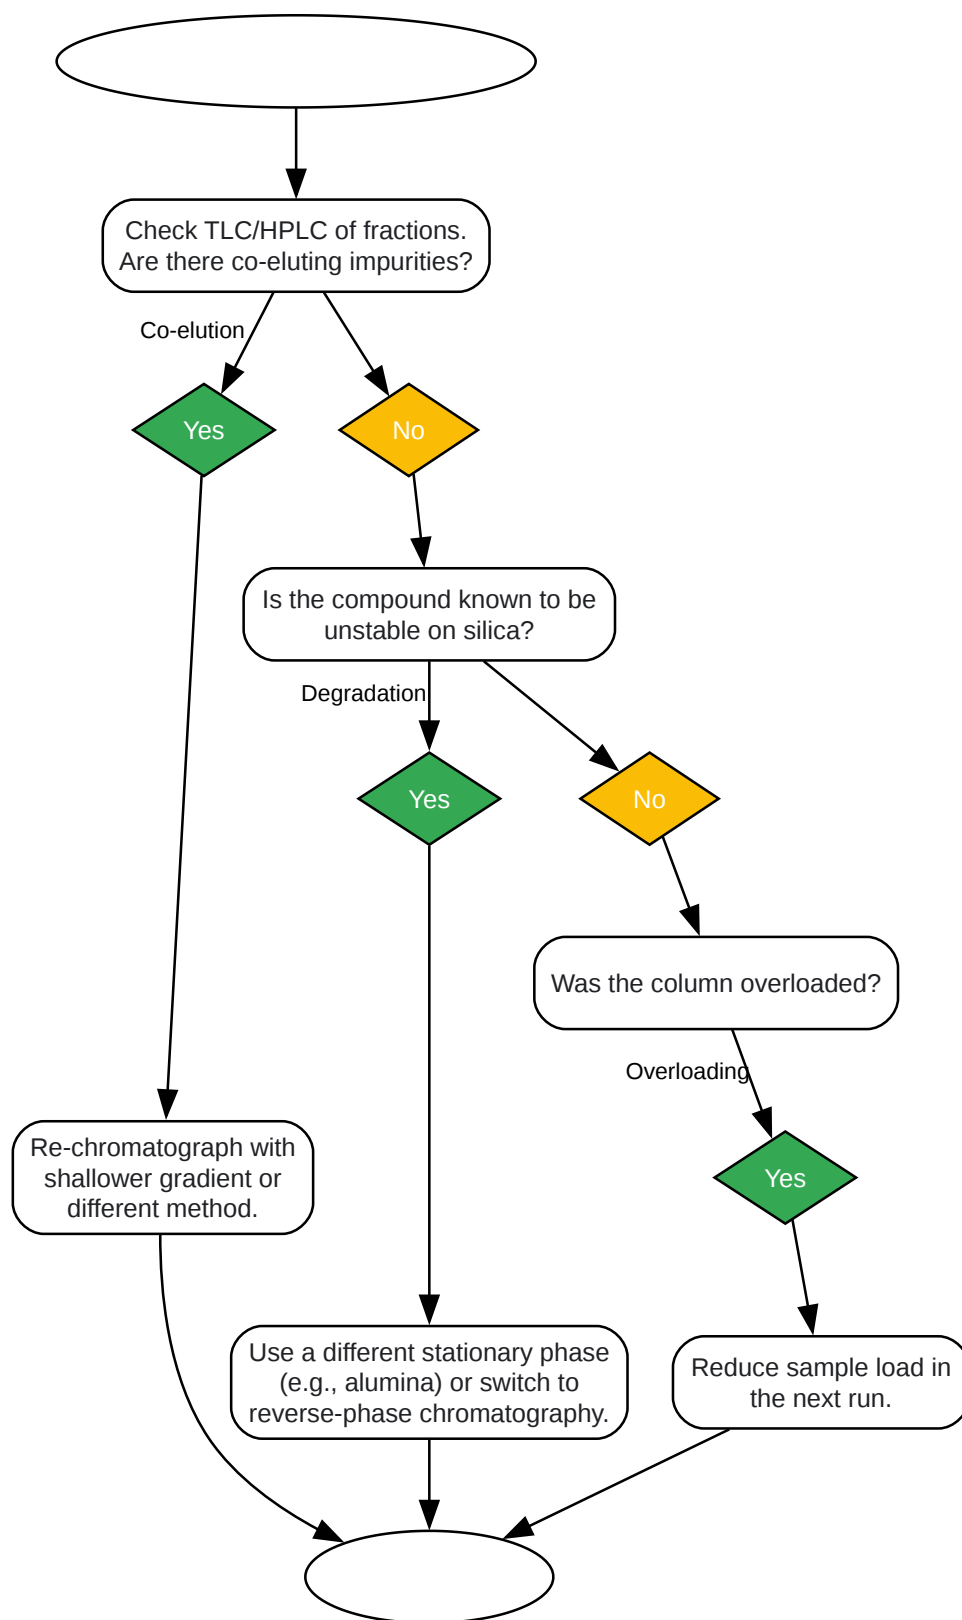 Check TLC/HPLC of fractions.
Are there co-eluting impurities?
Co-elution
Yes
No
Is the compound known to be
unstable on silica?
Degradation
Yes
No
Was the column overloaded?
Overloading
Re-chromatograph with
shallower gradient or
different method.
Yes
Use a different stationary phase
(e.g., alumina) or switch to
reverse-phase chromatography.
Reduce sample load in
the next run.